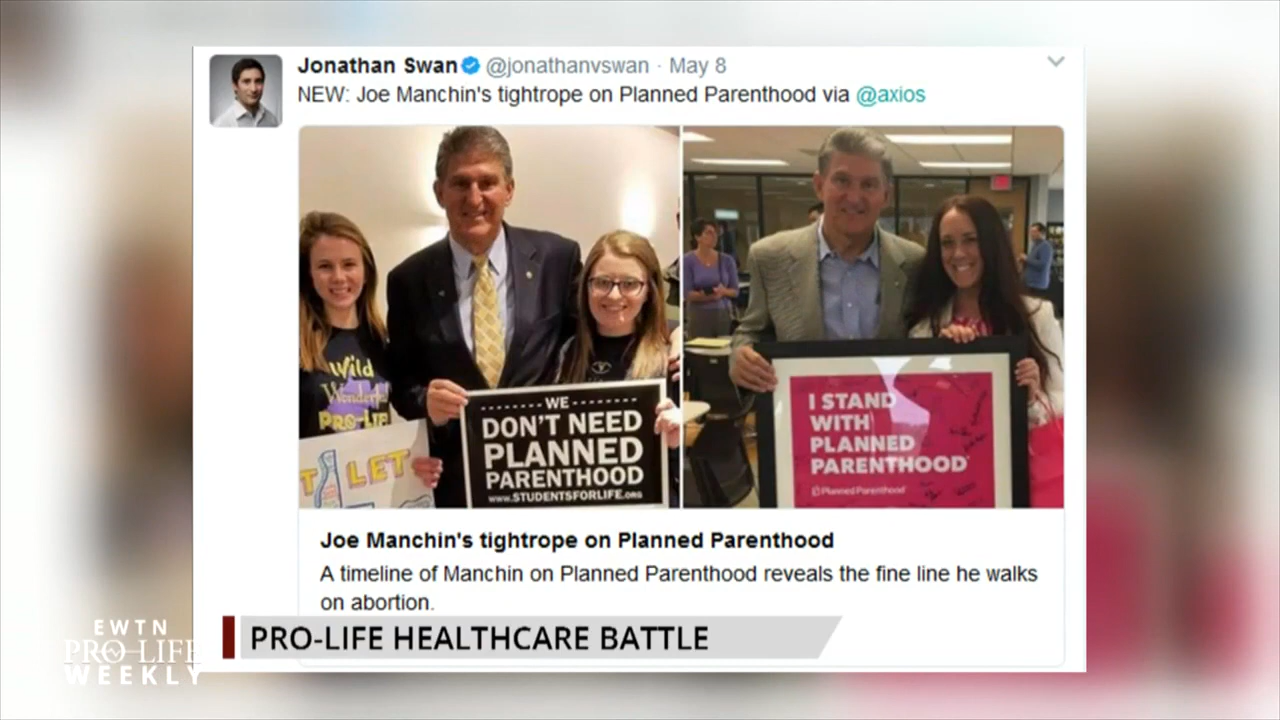 Jonathan Swan @jonathanvswan · May 8
NEW: Joe Manchin's tightrope on Planned Parenthood via @axios
Wild
Wonderful
PRO-LIFE
LET
WE
DON'T NEED
PLANNED
PARENTHOOD
WWW.STUDENTSFORLIFE.ORG
I STAND
WITH
PLANNED
PARENTHOOD
Planned Parenthood
Joe Manchin's tightrope on Planned Parenthood
A timeline of Manchin on Planned Parenthood reveals the fine line he walks
on abortion.
PRO-LIFE HEALTHCARE BATTLE
EWTN
PRO-LIFE
WEEKLY